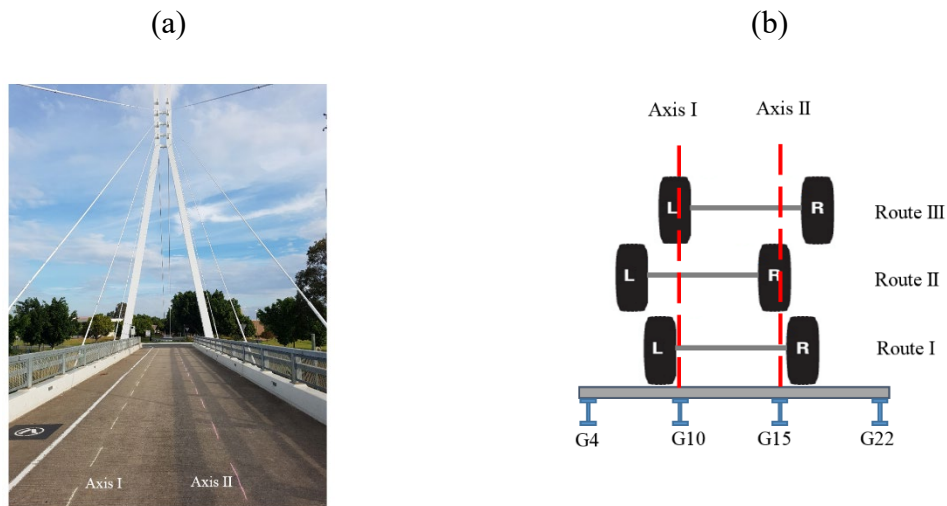 (a)
(b)
Axis I
Axis II
L
R
Route III
L
R
Route II
L
R
Route I
G4
G10
G15
G22
Axis I
Axis II